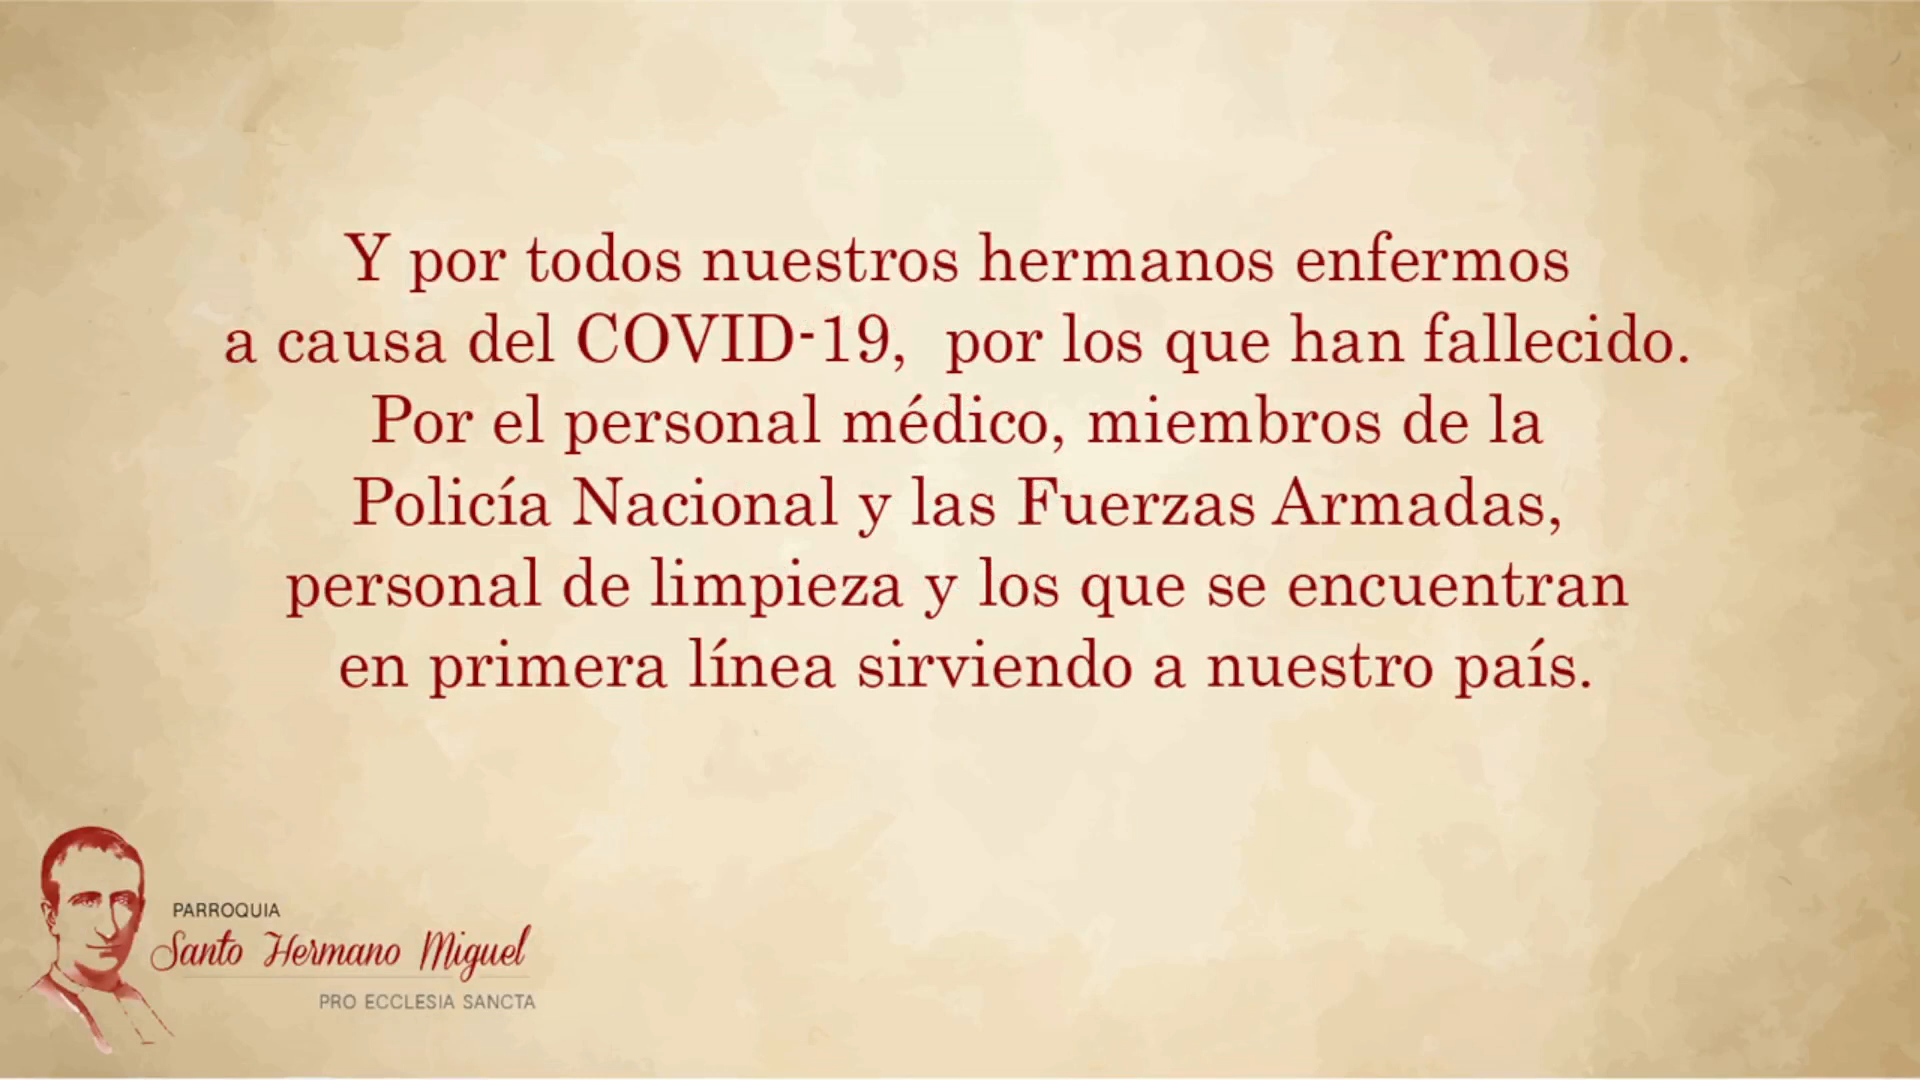 Y por todos nuestros hermanos enfermos
a causa del COVID-19, por los que han fallecido.
Por el personal médico, miembros de la
Policía Nacional y las Fuerzas Armadas,
personal de limpieza y los que se encuentran
en primera línea sirviendo a nuestro país.
PARROQUIA
Santo Hermano Miguel
PRO ECCLESIA SANCTA